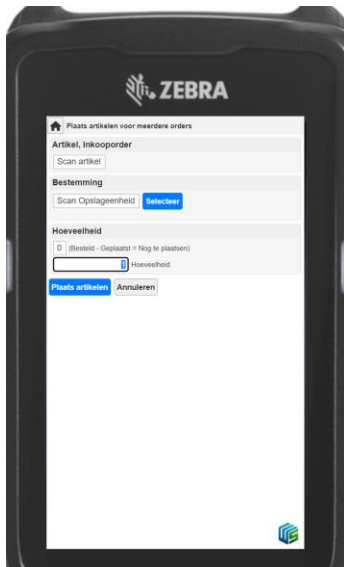 ZEBRA
Plaats artikelen voor meerdere orders
Artikel, Inkooporder
Scan artikel
Bestemming
Scan Opslageenheid Selecteer
Hoeveelheid
0 (Besteld - Geplaatst = Nog te plaatsen)
1 Hoeveelheid
Plaats artikelen Annuleren